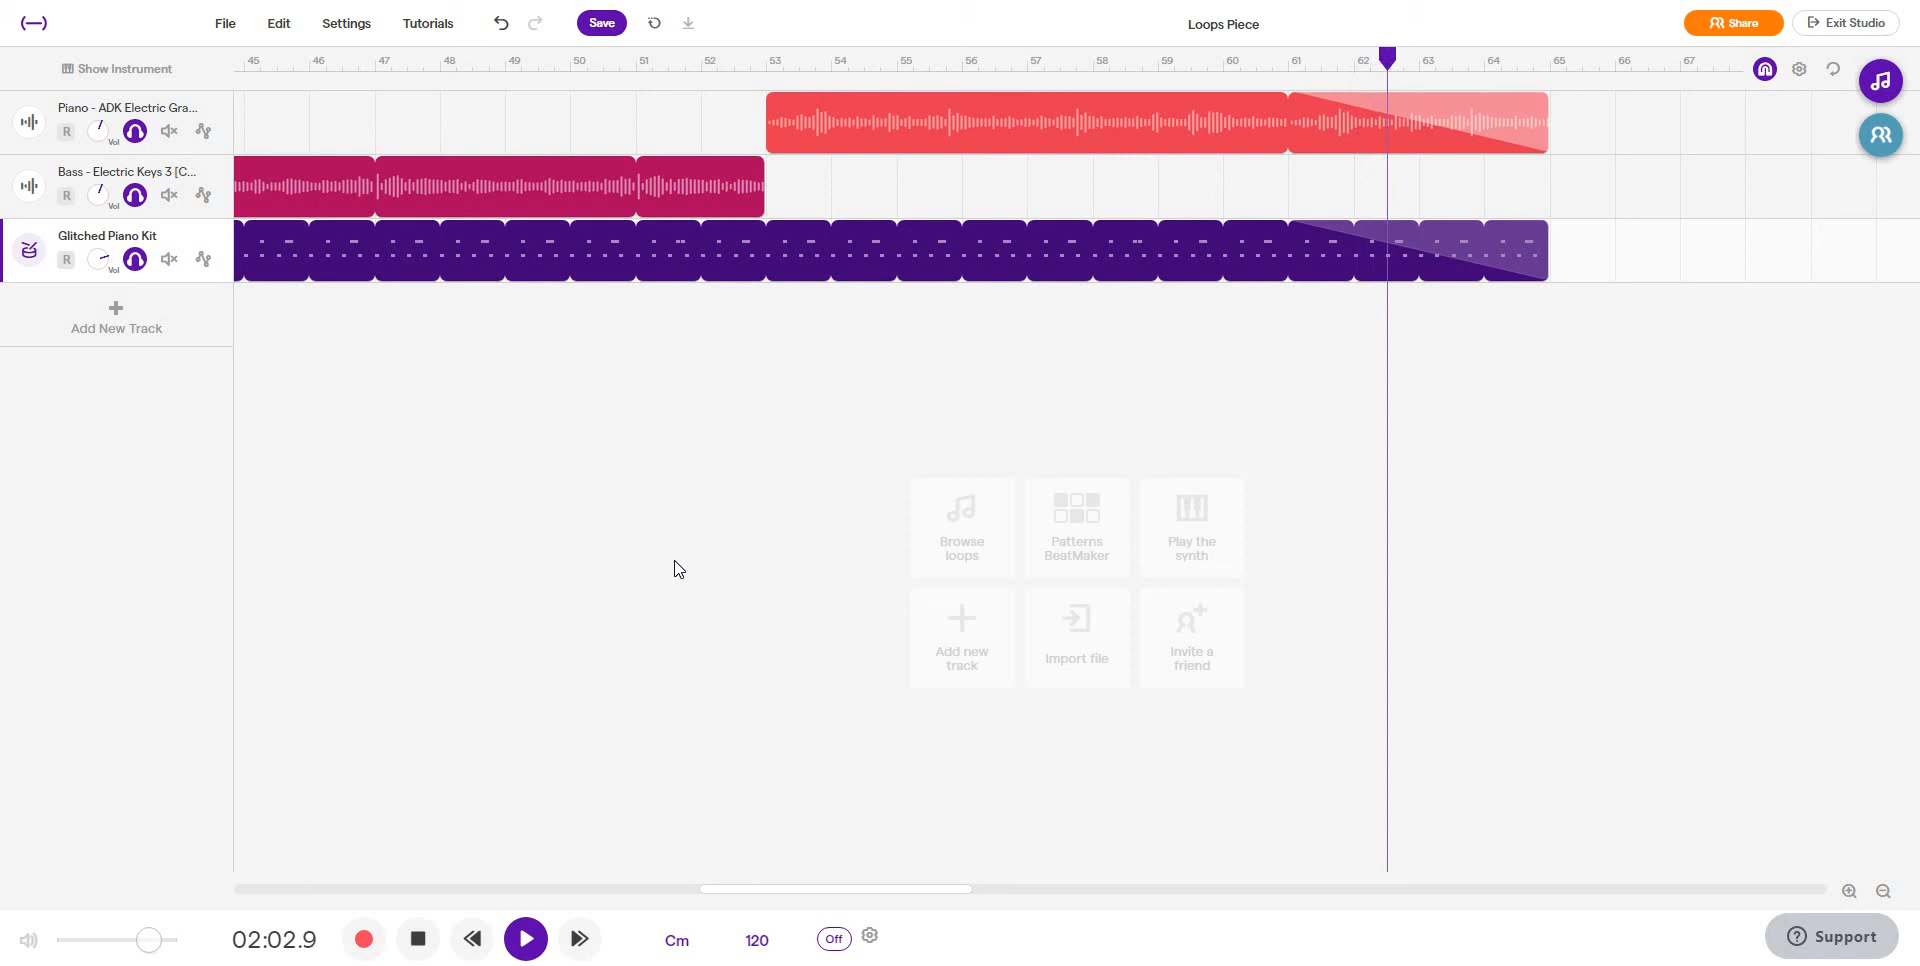 File Edit Settings Tutorials Save Loops Piece Share Exit Studio
Show Instrument 45 46 47 48 49 50 51 52 53 54 55 56 57 58 59 60 61 62 63 64 65 66 67
Piano - ADK Electric Gra...
R Vol
Bass - Electric Keys 3 [C...
R Vol
Glitched Piano Kit
R Vol
Add New Track
Browse loops
Patterns BeatMaker
Play the synth
Add new track
Import file
Invite a friend
02:02.9 Cm 120 Off Support